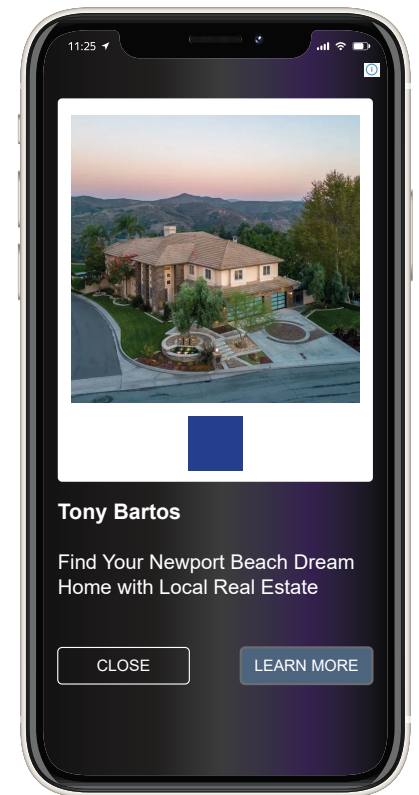 11:25
Tony Bartos
Find Your Newport Beach Dream
Home with Local Real Estate
CLOSE
LEARN MORE